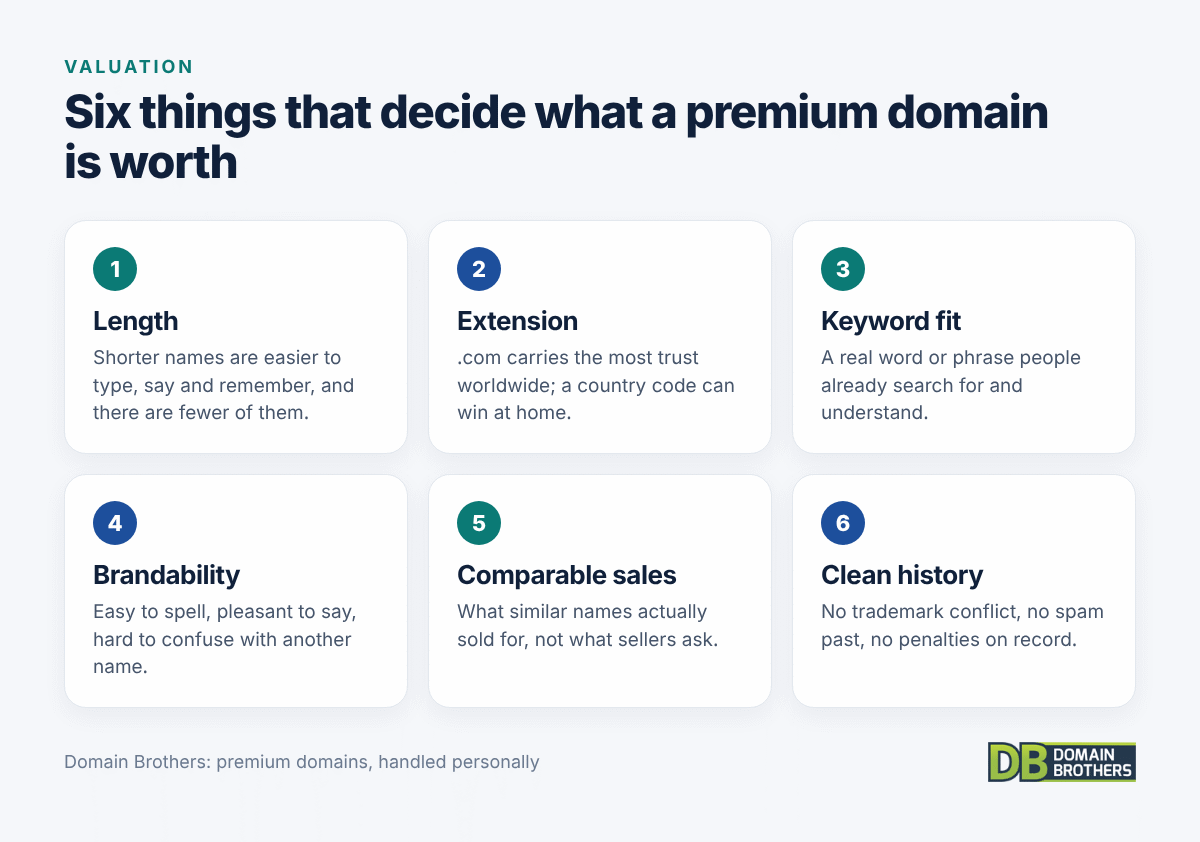 VALUATION
Six things that decide what a premium domain
is worth
1
Length
Shorter names are easier to
type, say and remember, and
there are fewer of them.
2
Extension
.com carries the most trust
worldwide; a country code can
win at home.
3
Keyword fit
A real word or phrase people
already search for and
understand.
4
Brandability
Easy to spell, pleasant to say,
hard to confuse with another
name.
5
Comparable sales
What similar names actually
sold for, not what sellers ask.
6
Clean history
No trademark conflict, no spam
past, no penalties on record.
Domain Brothers: premium domains, handled personally
DB DOMAIN
BROTHERS